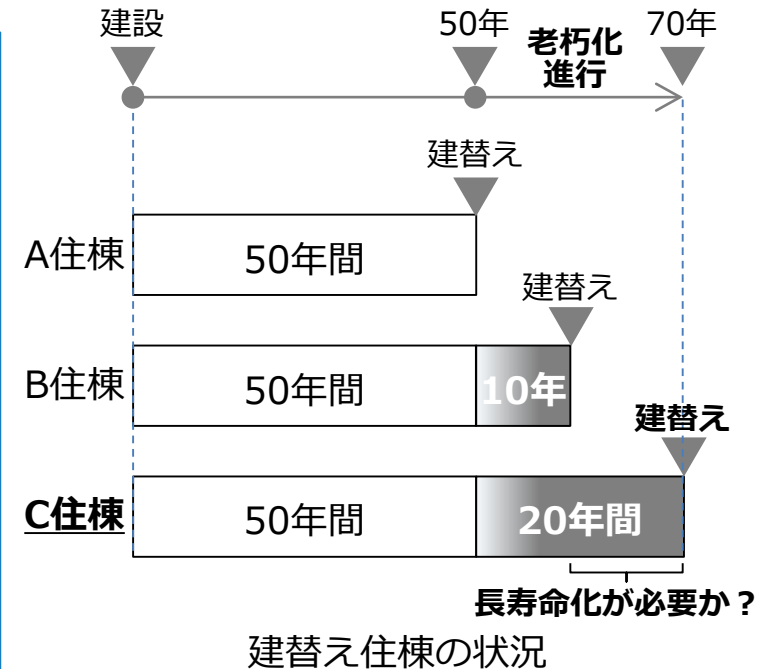 建設
50年
70年
老朽化
進行
建替え
A住棟
50年間
建替え
B住棟
50年間
10年
建替え
C住棟
50年間
20年間
長寿命化が必要か？
建替え住棟の状況